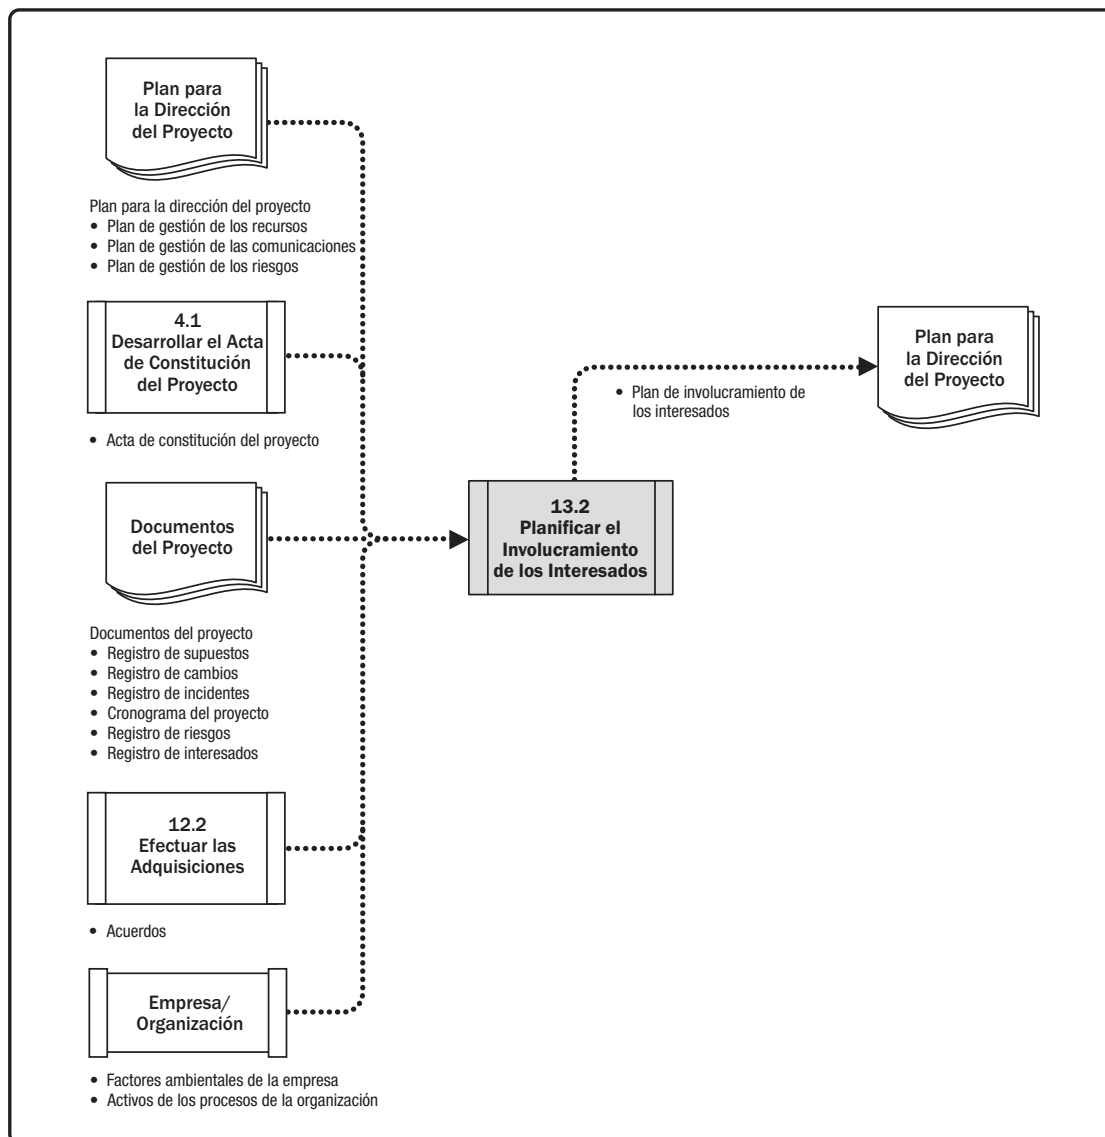 Plan para
la Dirección
del Proyecto
Plan para la dirección del proyecto
• Plan de gestión de los recursos
• Plan de gestión de las comunicaciones
• Plan de gestión de los riesgos
4.1
Desarrollar el Acta
de Constitución
del Proyecto
• Acta de constitución del proyecto
Documentos
del Proyecto
Documentos del proyecto
• Registro de supuestos
• Registro de cambios
• Registro de incidentes
• Cronograma del proyecto
• Registro de riesgos
• Registro de interesados
12.2
Efectuar las
Adquisiciones
• Acuerdos
Empresa/
Organización
• Factores ambientales de la empresa
• Activos de los procesos de la organización
13.2
Planificar el
Involucramiento
de los Interesados
• Plan de involucramiento de
los interesados
Plan para
la Dirección
del Proyecto